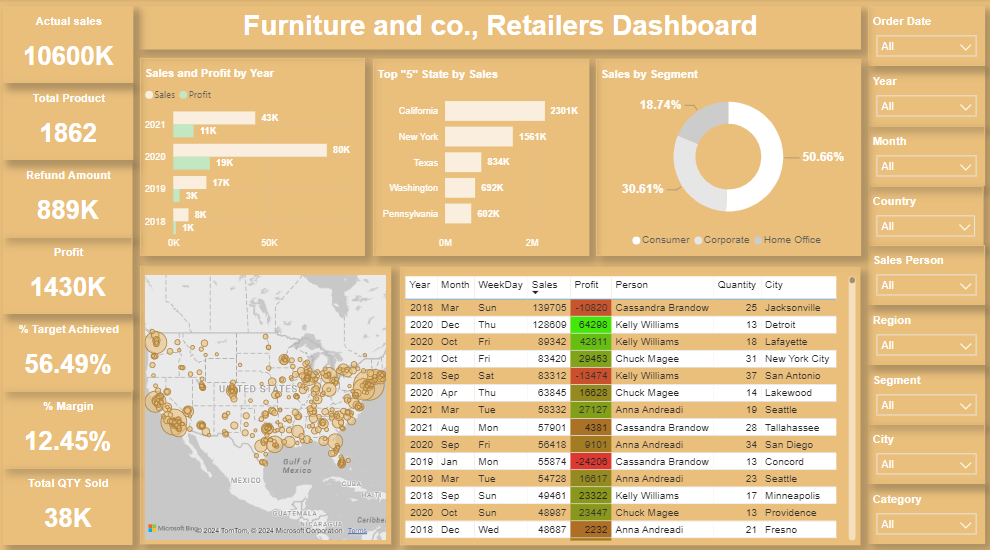 Furniture and co., Retailers Dashboard
Actual sales
10600K
Total Product
1862
Refund Amount
889K
Profit
1430K
% Target Achieved
56.49%
% Margin
12.45%
Total QTY Sold
38K
Sales and Profit by Year
Sales Profit
2021 43K
11K
2020 80K
19K
2019 17K
3K
2018 8K
1K
0K 50K
Top "5" State by Sales
California 2301K
New York 1561K
Texas 834K
Washington 692K
Pennsylvania 602K
0M 2M
Sales by Segment
18.74%
50.66%
30.61%
Consumer Corporate Home Office
UNITED STATES
Gulf of
Mexico
MEXICO
CUBA
HAITI
GUATEMALA
NICARAGUA
Microsoft Bing
© 2024 TomTom, © 2024 Microsoft Corporation Terms
Year Month WeekDay Sales Profit Person Quantity City
2018 Mar Sun 139705 -10820 Cassandra Brandow 25 Jacksonville
2020 Dec Thu 128609 64298 Kelly Williams 13 Detroit
2020 Oct Fri 89342 42811 Kelly Williams 18 Lafayette
2021 Oct Fri 83420 29453 Chuck Magee 31 New York City
2018 Sep Sat 83312 -13474 Kelly Williams 37 San Antonio
2020 Apr Thu 63845 16628 Chuck Magee 14 Lakewood
2021 Mar Tue 58332 27127 Anna Andreadi 19 Seattle
2021 Aug Mon 57901 4381 Cassandra Brandow 28 Tallahassee
2020 Sep Fri 56418 9101 Anna Andreadi 34 San Diego
2019 Jan Mon 55874 -24206 Cassandra Brandow 13 Concord
2019 Mar Tue 54728 16617 Anna Andreadi 23 Seattle
2018 Sep Sun 49461 23322 Kelly Williams 17 Minneapolis
2020 Oct Sun 48987 23447 Chuck Magee 13 Providence
2018 Dec Wed 48687 2232 Anna Andreadi 21 Fresno
Order Date
All
Year
All
Month
All
Country
All
Sales Person
All
Region
All
Segment
All
City
All
Category
All